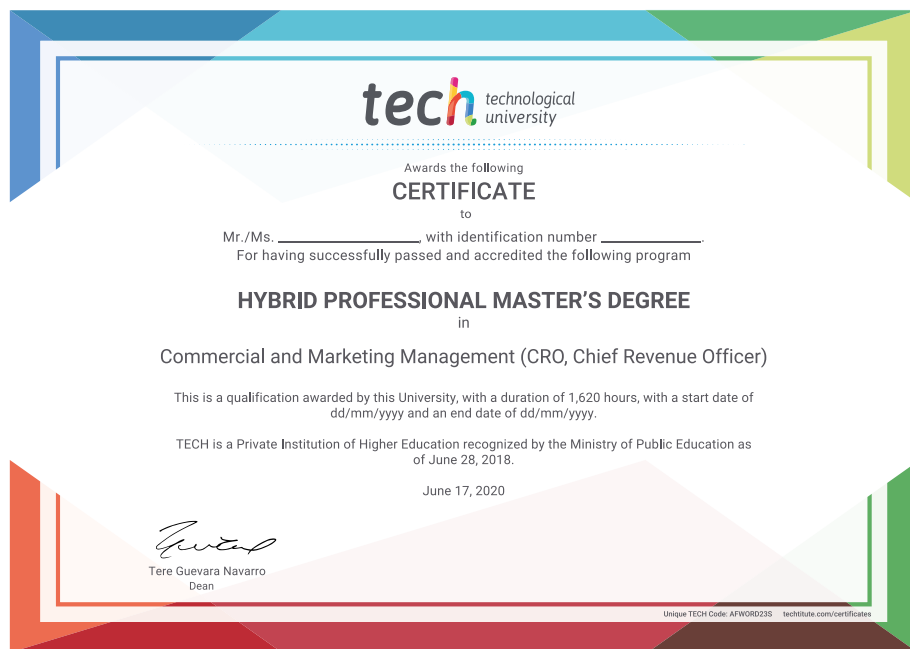 tech technological
university
Awards the following
CERTIFICATE
to
Mr./Ms. ____________________, with identification number ______________.
For having successfully passed and accredited the following program
HYBRID PROFESSIONAL MASTER'S DEGREE
in
Commercial and Marketing Management (CRO, Chief Revenue Officer)
This is a qualification awarded by this University, with a duration of 1,620 hours, with a start date of
dd/mm/yyyy and an end date of dd/mm/yyyy.
TECH is a Private Institution of Higher Education recognized by the Ministry of Public Education as
of June 28, 2018.
June 17, 2020
Tere Guevara Navarro
Dean
Unique TECH Code: AFWORD23S techtitute.com/certificates